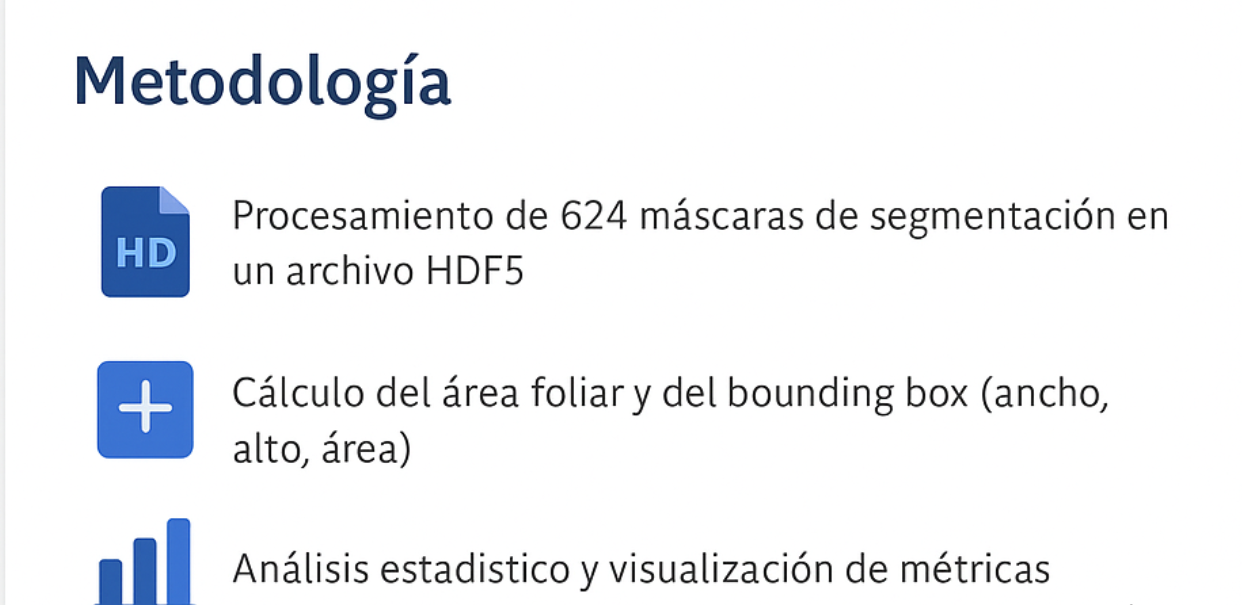 Metodología
HD
Procesamiento de 624 máscaras de segmentación en
un archivo HDF5
Cálculo del área foliar y del bounding box (ancho,
alto, área)
Análisis estadistico y visualización de métricas